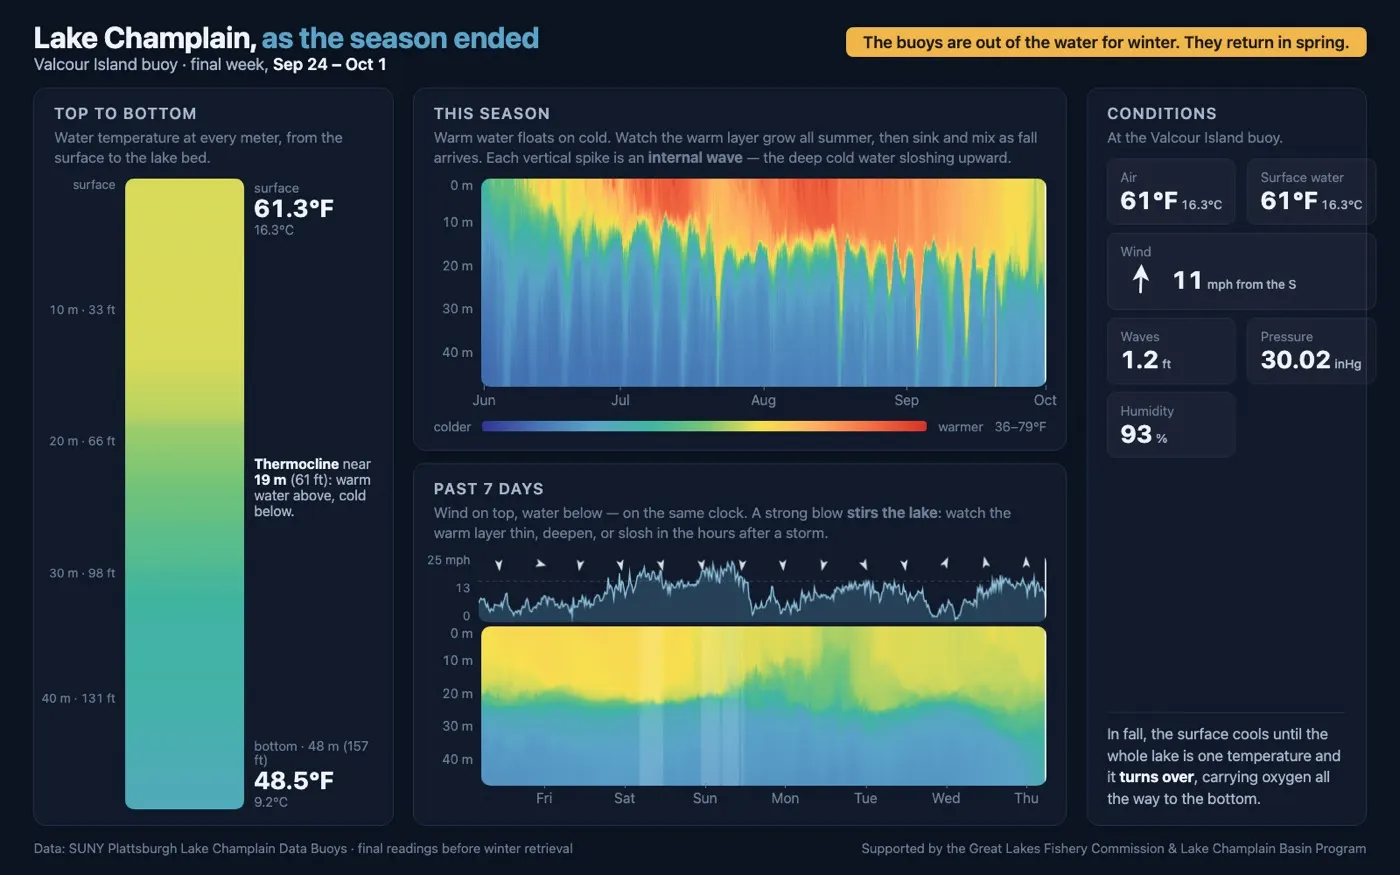 Lake Champlain, as the season ended
Valcour Island buoy · final week, Sep 24 – Oct 1
The buoys are out of the water for winter. They return in spring.
TOP TO BOTTOM
Water temperature at every meter, from the
surface to the lake bed.
surface
10 m · 33 ft
20 m · 66 ft
30 m · 98 ft
40 m · 131 ft
surface
61.3°F
16.3°C
Thermocline near
19 m (61 ft): warm
water above, cold
below.
bottom · 48 m (157
ft)
48.5°F
9.2°C
THIS SEASON
Warm water floats on cold. Watch the warm layer grow all summer, then sink and mix as fall
arrives. Each vertical spike is an internal wave — the deep cold water sloshing upward.
0 m
10 m
20 m
30 m
40 m
Jun Jul Aug Sep Oct
colder warmer 36–79°F
PAST 7 DAYS
Wind on top, water below — on the same clock. A strong blow stirs the lake: watch the
warm layer thin, deepen, or slosh in the hours after a storm.
25 mph
13
0
0 m
10 m
20 m
30 m
40 m
Fri Sat Sun Mon Tue Wed Thu
CONDITIONS
At the Valcour Island buoy.
Air
61°F 16.3°C
Surface water
61°F 16.3°C
Wind
11 mph from the S
Waves
1.2 ft
Pressure
30.02 inHg
Humidity
93 %
In fall, the surface cools until the
whole lake is one temperature and
it turns over, carrying oxygen all
the way to the bottom.
Data: SUNY Plattsburgh Lake Champlain Data Buoys · final readings before winter retrieval
Supported by the Great Lakes Fishery Commission & Lake Champlain Basin Program